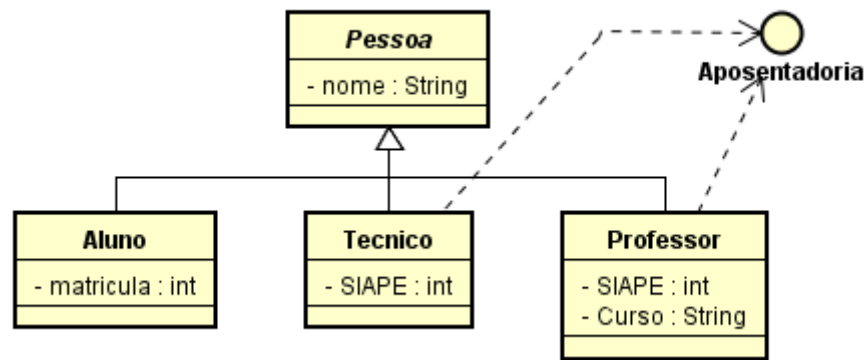 Pessoa
- nome : String
Aposentadoria
Aluno
- matricula : int
Tecnico
- SIAPE : int
Professor
- SIAPE : int
- Curso : String